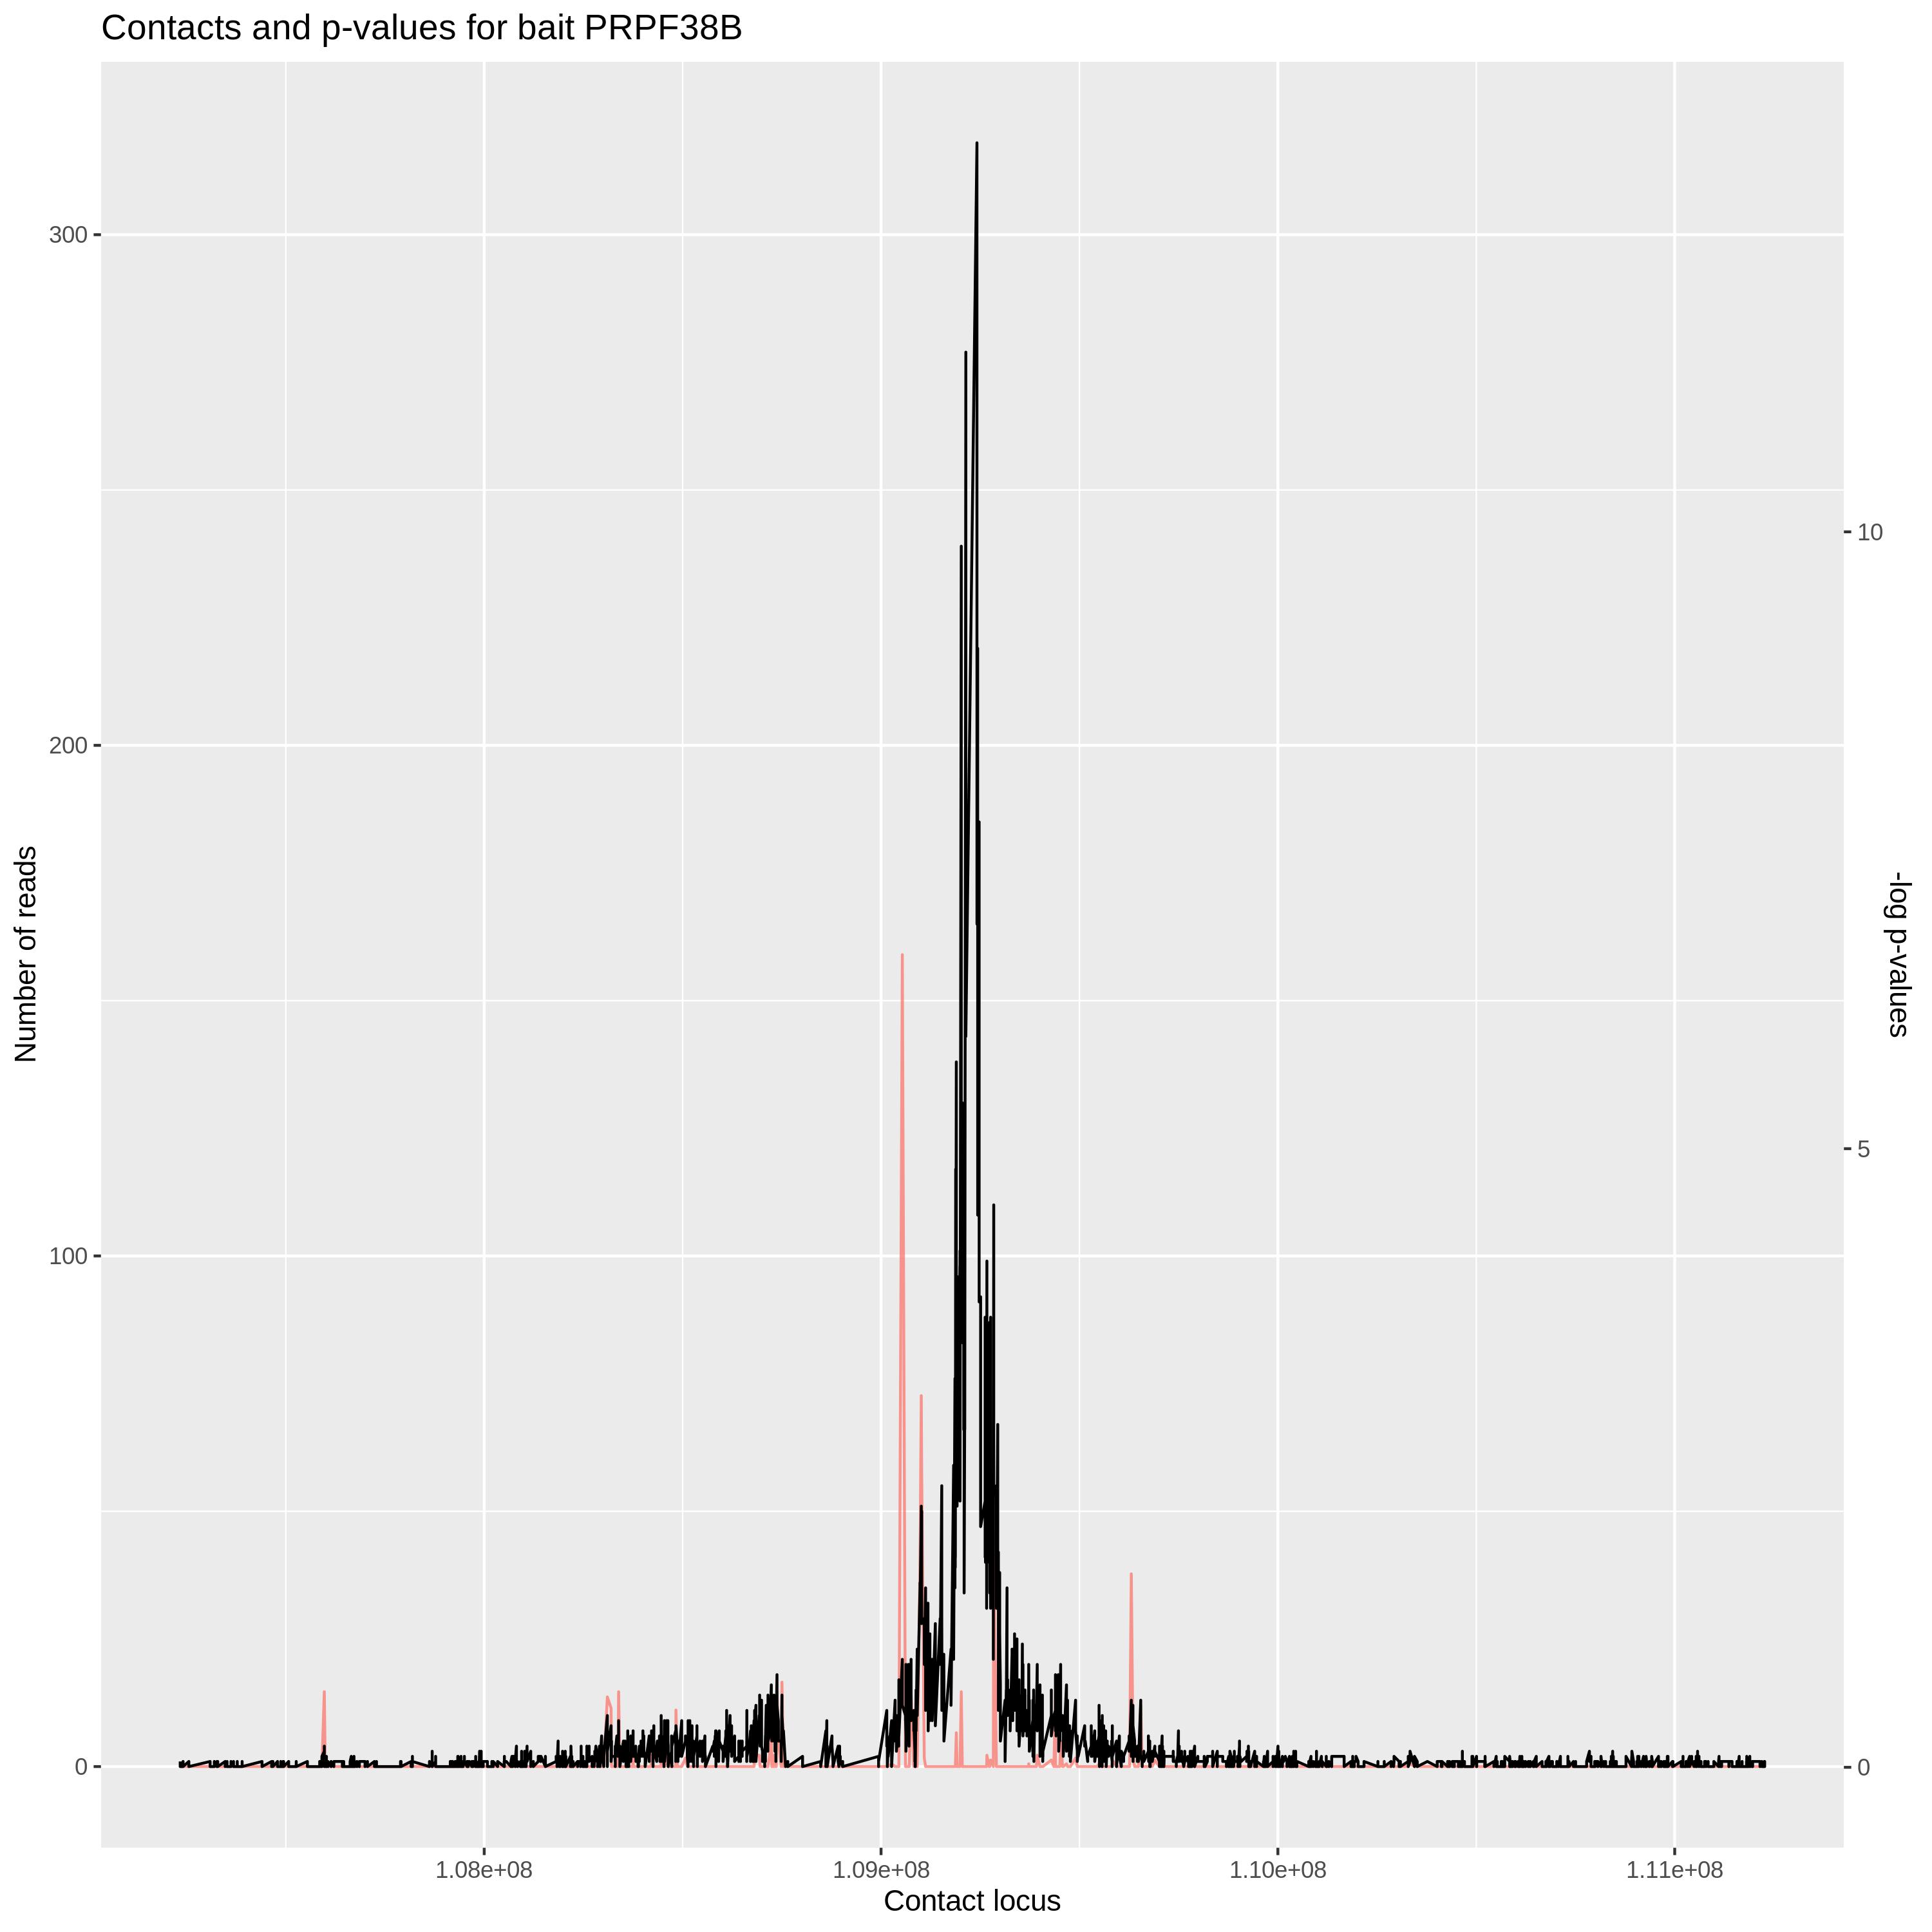 Contacts and p-values for bait PRPF38B
300
200
100
0
Number of reads
10
5
0
-log p-values
1.08e+08
1.09e+08
1.10e+08
1.11e+08
Contact locus